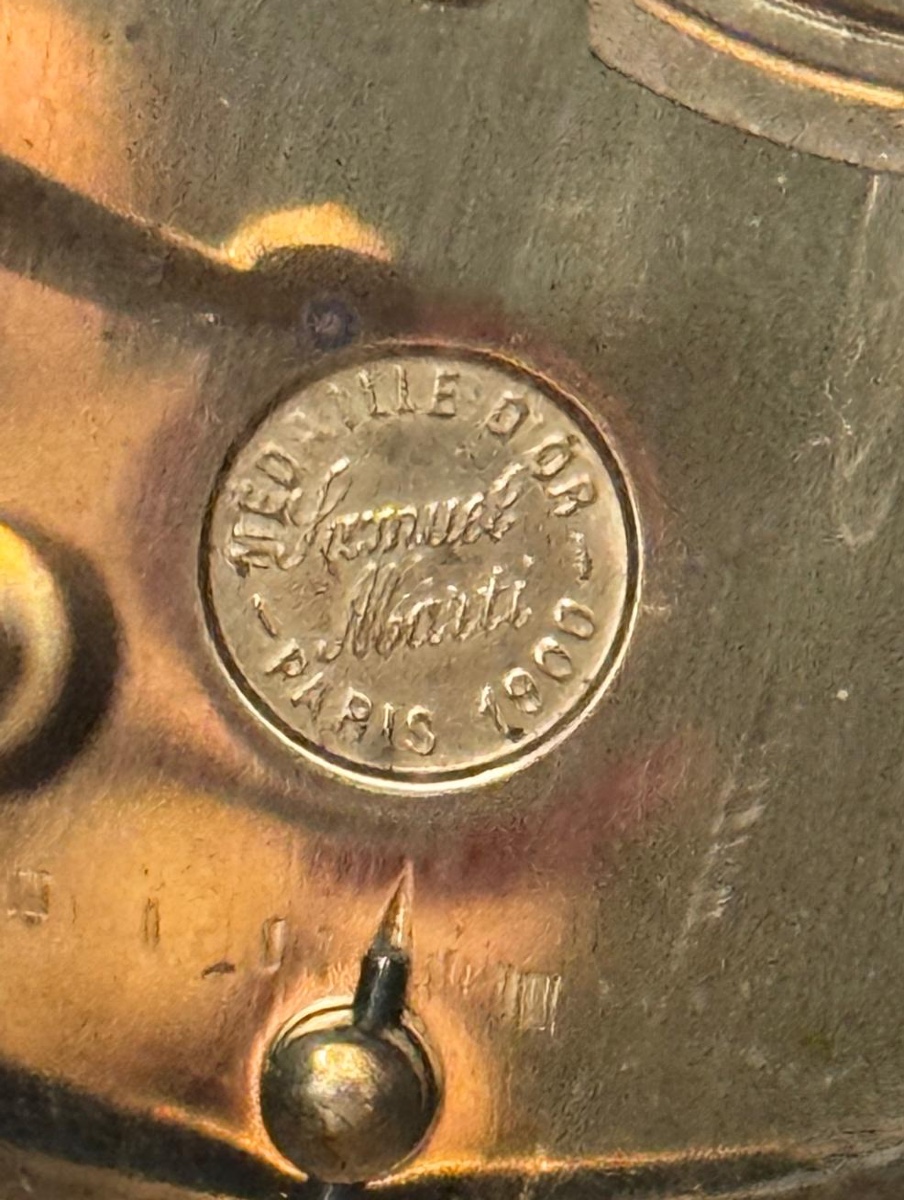 MEDAILLE D'OR
Samuel
Marti
PARIS 1900